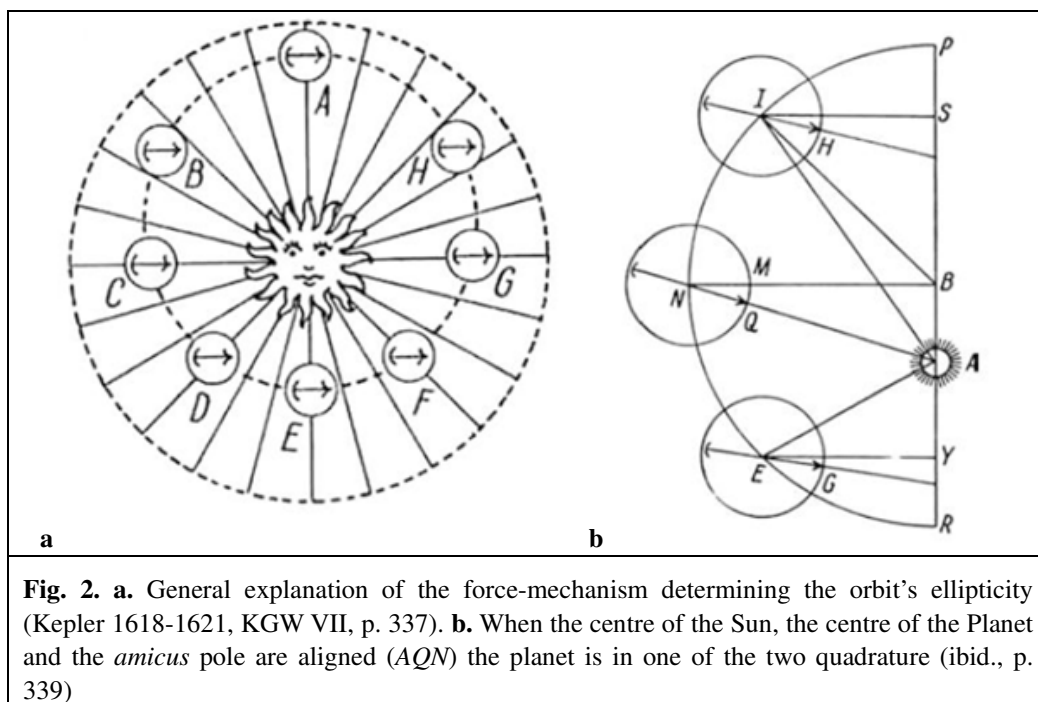 A
B
H
C
G
D
F
E
a
P
I
S
H
M
B
N
Q
A
E
G
Y
R
b
Fig. 2. a. General explanation of the force-mechanism determining the orbit's ellipticity
(Kepler 1618-1621, KGW VII, p. 337). b. When the centre of the Sun, the centre of the Planet
and the amicus pole are aligned (AQN) the planet is in one of the two quadrature (ibid., p.
339)